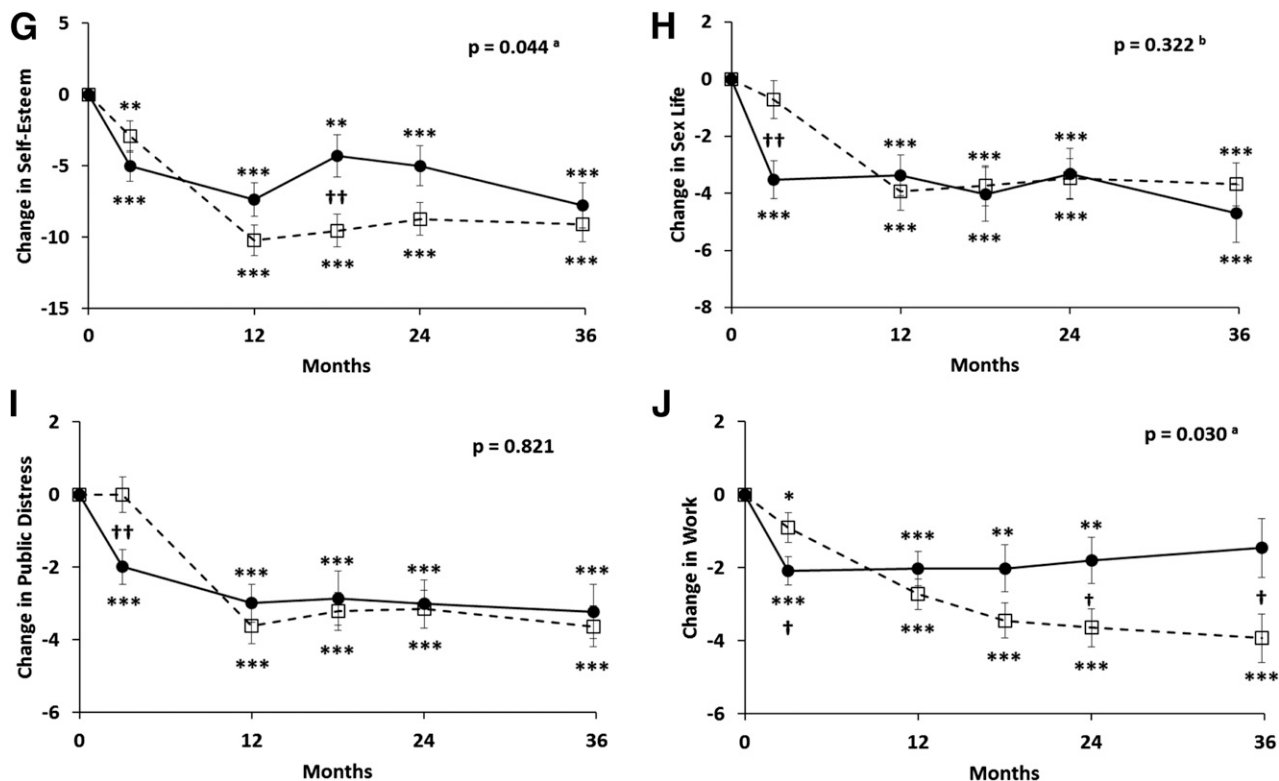 G
p = 0.044 ª
Change in Self-Esteem
5
0
-5
-10
-15
** ** ***
*** *** ***
††
*** *** *** ***
0 12 24 36
Months
H
p = 0.322 ᵇ
Change in Sex Life
2
0
-2
-4
-6
-8
††
*** *** *** ***
*** *** *** *** ***
0 12 24 36
Months
I
p = 0.821
Change in Public Distress
2
0
-2
-4
-6
††
*** *** *** ***
*** *** *** *** ***
0 12 24 36
Months
J
p = 0.030 ª
Change in Work
2
0
-2
-4
-6
* *** ** **
*** † †
†
*** *** *** ***
0 12 24 36
Months